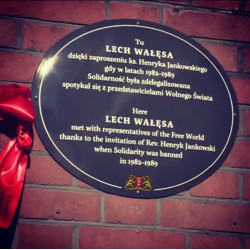 Tu
LECH WAŁĘSA
dzięki zaproszeniu ks. Henryka Jankowskiego
gdy w latach 1982-1989
Solidarność była zdelegalizowana
spotykał się z przedstawicielami Wolnego Świata
Here
LECH WAŁĘSA
met with representatives of the Free World
thanks to the invitation of Rev. Henryk Jankowski
when Solidarity was banned
in 1982-1989